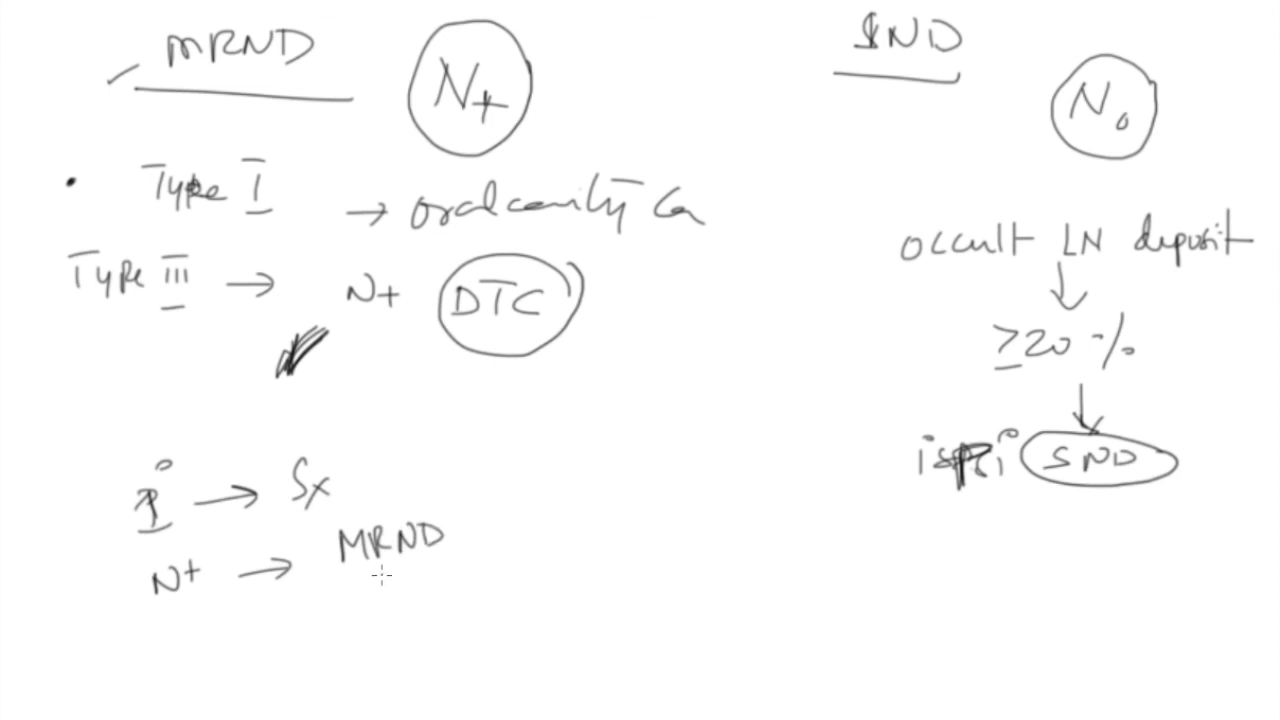 MRND N+
Type I → oral cavity Ca
Type III → N+ DTC
I° → Sx
N+ → MRND
SND N₀
occult LN deposit
↓
≥20%
↓
SND